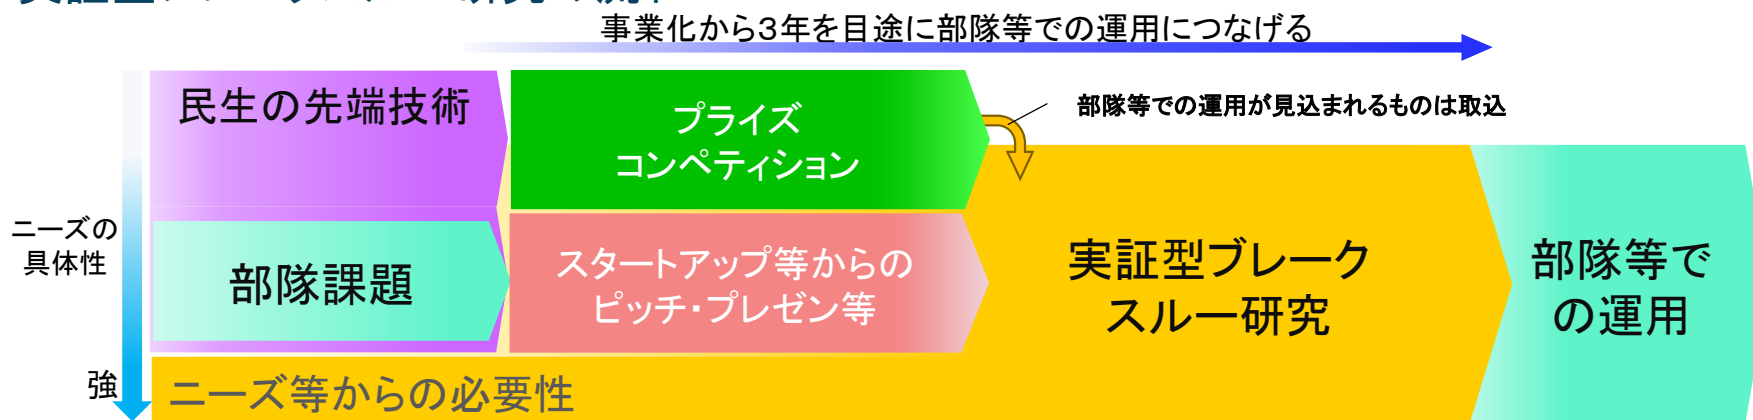 事業化から3年を目途に部隊等での運用につなげる
民生の先端技術
プライズ
コンペティション
部隊等での運用が見込まれるものは取込
ニーズの
具体性
部隊課題
スタートアップ等からの
ピッチ・プレゼン等
実証型ブレーク
スルー研究
部隊等で
の運用
強
ニーズ等からの必要性